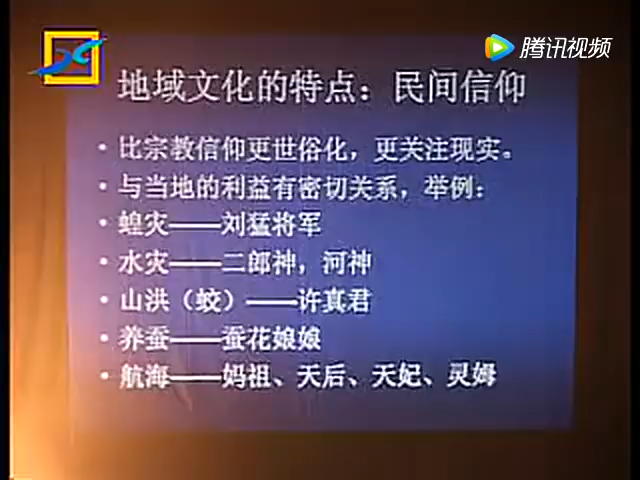 腾讯视频
地域文化的特点：民间信仰
• 比宗教信仰更世俗化，更关注现实。
• 与当地的利益有密切关系，举例：
• 蝗灾——刘猛将军
• 水灾——二郎神，河神
• 山洪（蛟）——许真君
• 养蚕——蚕花娘娘
• 航海——妈祖、天后、天妃、灵姆